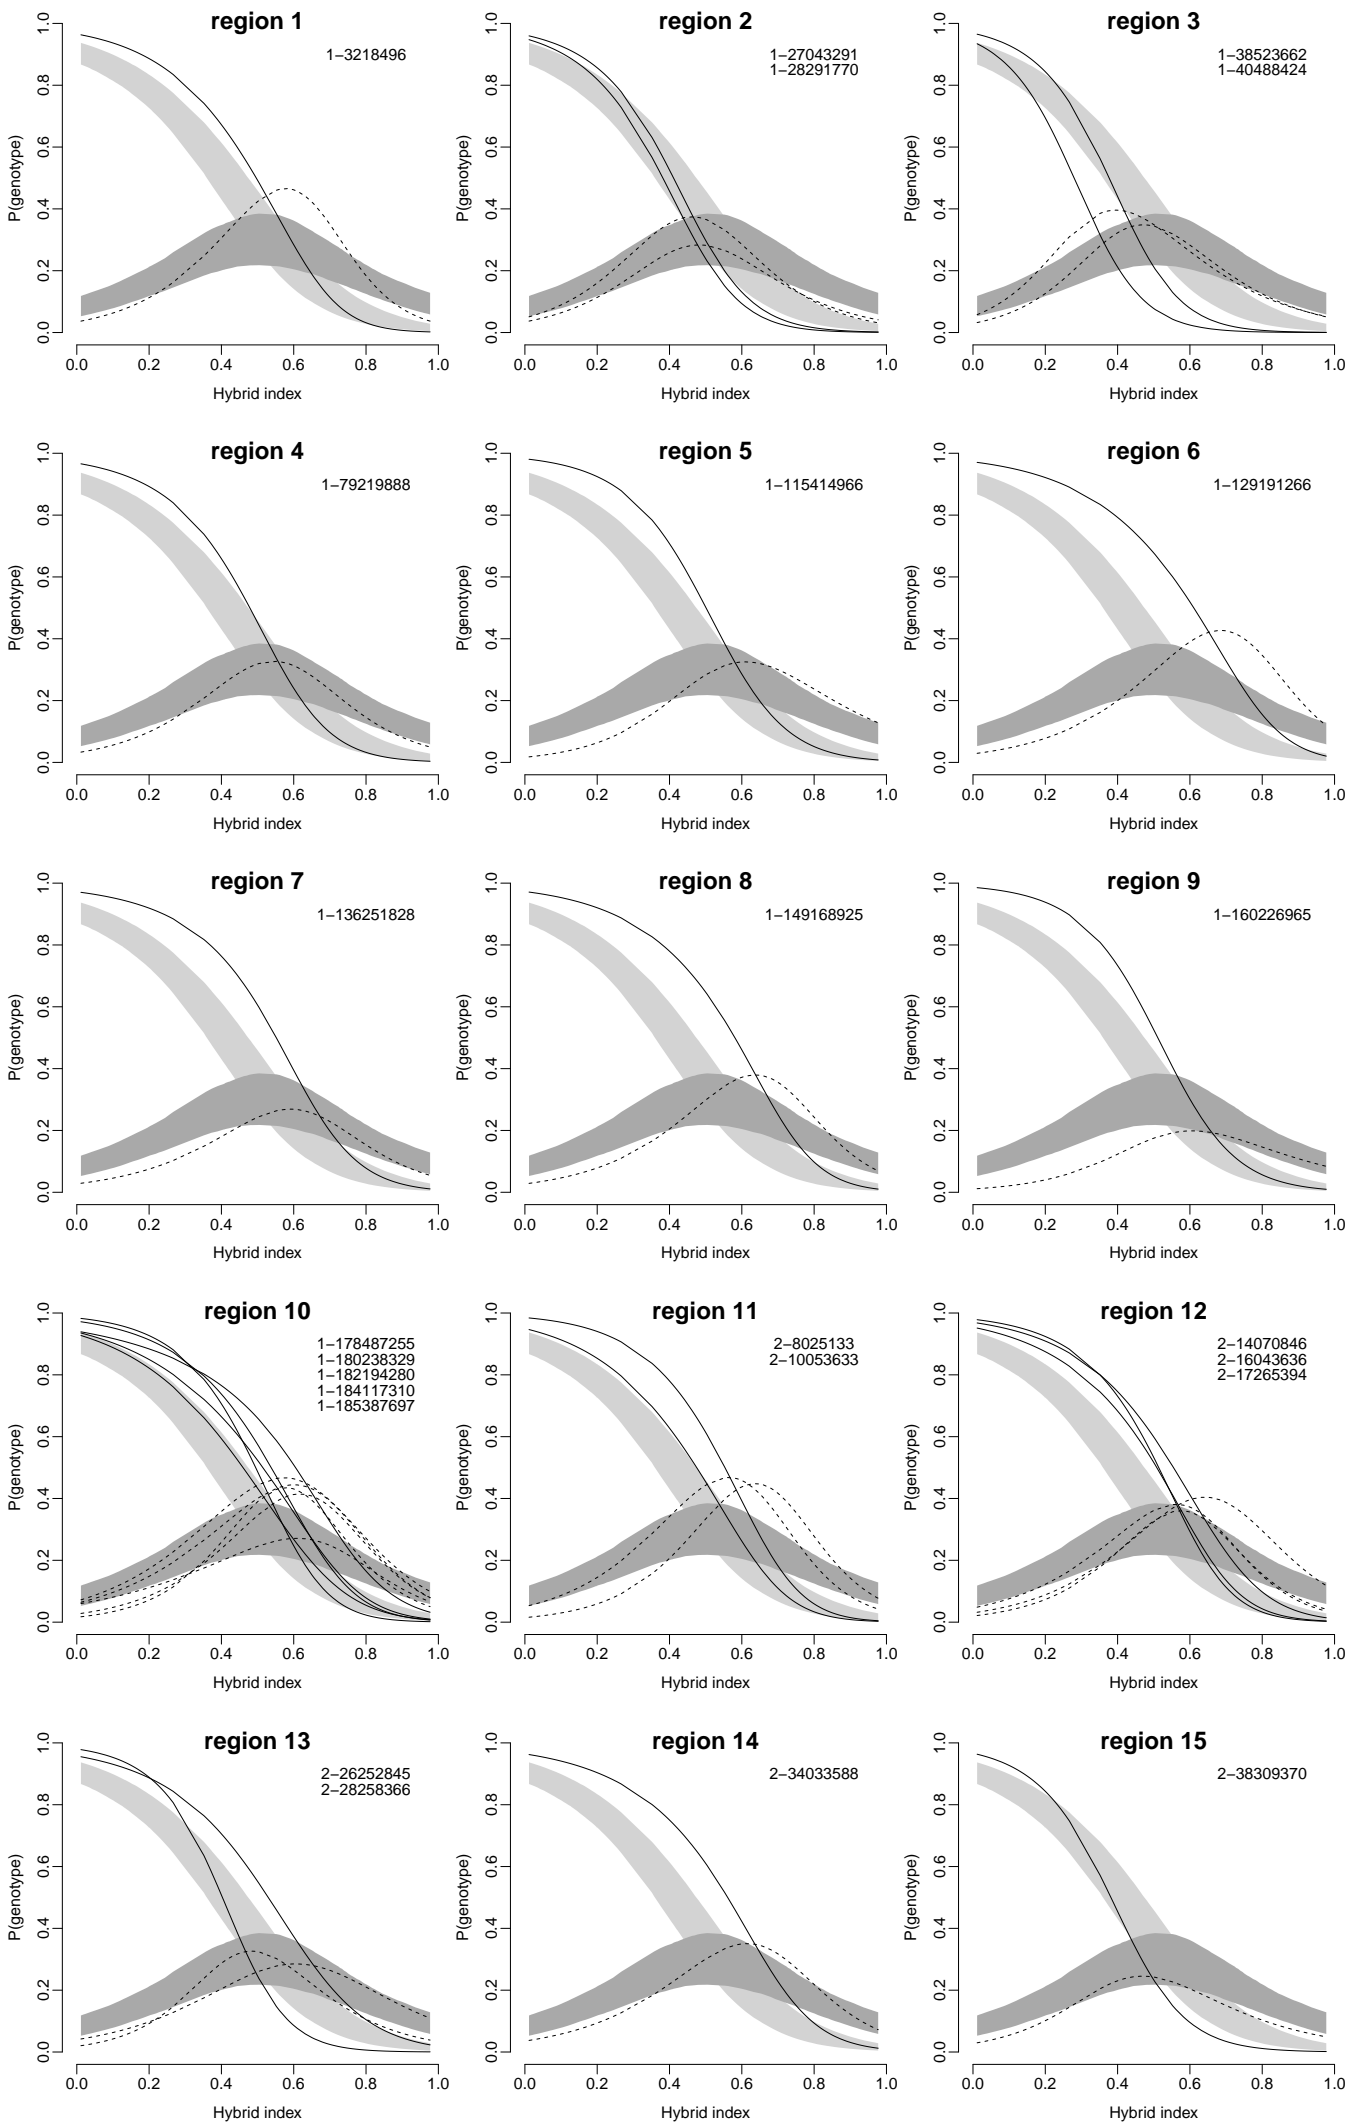 region 1
1−3218496
P(genotype)
0.0 0.2 0.4 0.6 0.8 1.0
0.0 0.2 0.4 0.6 0.8 1.0
Hybrid index
region 2
1−27043291
1−28291770
P(genotype)
0.0 0.2 0.4 0.6 0.8 1.0
0.0 0.2 0.4 0.6 0.8 1.0
Hybrid index
region 3
1−38523662
1−40488424
P(genotype)
0.0 0.2 0.4 0.6 0.8 1.0
0.0 0.2 0.4 0.6 0.8 1.0
Hybrid index
region 4
1−79219888
P(genotype)
0.0 0.2 0.4 0.6 0.8 1.0
0.0 0.2 0.4 0.6 0.8 1.0
Hybrid index
region 5
1−115414966
P(genotype)
0.0 0.2 0.4 0.6 0.8 1.0
0.0 0.2 0.4 0.6 0.8 1.0
Hybrid index
region 6
1−129191266
P(genotype)
0.0 0.2 0.4 0.6 0.8 1.0
0.0 0.2 0.4 0.6 0.8 1.0
Hybrid index
region 7
1−136251828
P(genotype)
0.0 0.2 0.4 0.6 0.8 1.0
0.0 0.2 0.4 0.6 0.8 1.0
Hybrid index
region 8
1−149168925
P(genotype)
0.0 0.2 0.4 0.6 0.8 1.0
0.0 0.2 0.4 0.6 0.8 1.0
Hybrid index
region 9
1−160226965
P(genotype)
0.0 0.2 0.4 0.6 0.8 1.0
0.0 0.2 0.4 0.6 0.8 1.0
Hybrid index
region 10
1−178487255
1−180238329
1−182194280
1−184117310
1−185387697
P(genotype)
0.0 0.2 0.4 0.6 0.8 1.0
0.0 0.2 0.4 0.6 0.8 1.0
Hybrid index
region 11
2−8025133
2−10053633
P(genotype)
0.0 0.2 0.4 0.6 0.8 1.0
0.0 0.2 0.4 0.6 0.8 1.0
Hybrid index
region 12
2−14070846
2−16043636
2−17265394
P(genotype)
0.0 0.2 0.4 0.6 0.8 1.0
0.0 0.2 0.4 0.6 0.8 1.0
Hybrid index
region 13
2−26252845
2−28258366
P(genotype)
0.0 0.2 0.4 0.6 0.8 1.0
0.0 0.2 0.4 0.6 0.8 1.0
Hybrid index
region 14
2−34033588
P(genotype)
0.0 0.2 0.4 0.6 0.8 1.0
0.0 0.2 0.4 0.6 0.8 1.0
Hybrid index
region 15
2−38309370
P(genotype)
0.0 0.2 0.4 0.6 0.8 1.0
0.0 0.2 0.4 0.6 0.8 1.0
Hybrid index